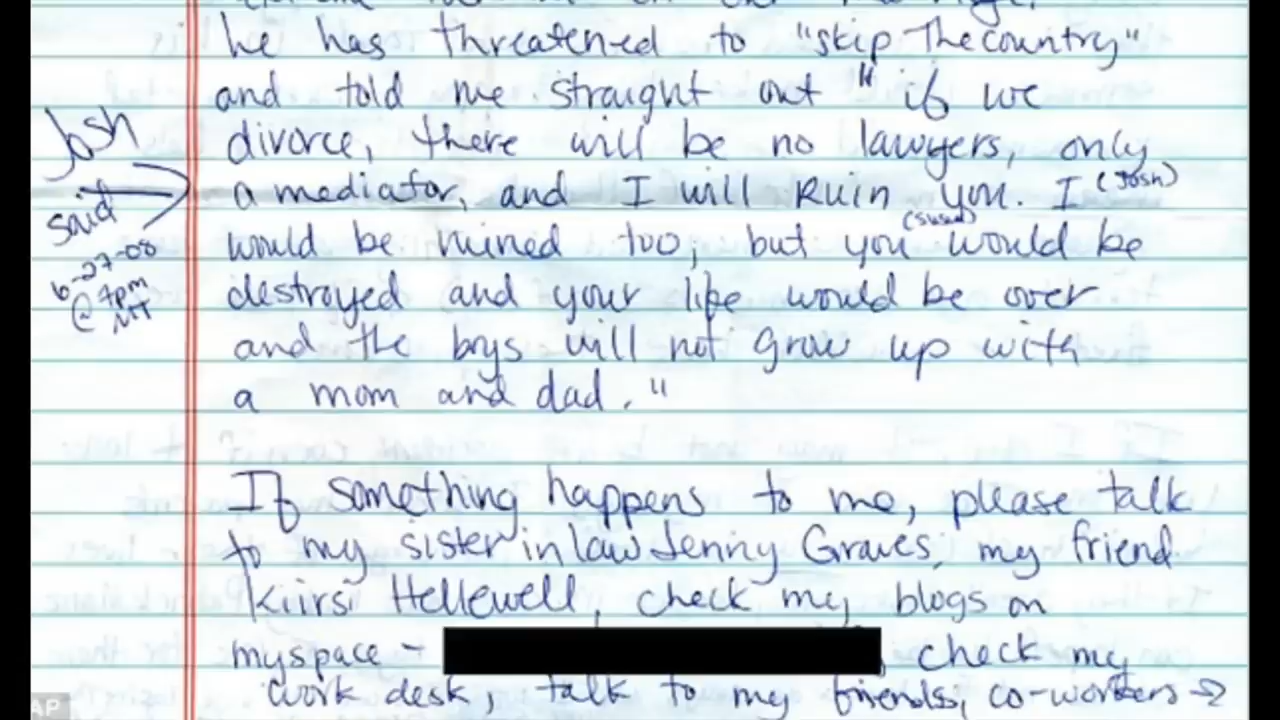 he has threatened to "skip The country"
and told me straight out "if we
divorce, there will be no lawyers, only
a mediator, and I will RUIN you. I (Josh)
would be ruined too, but you (Susan) would be
destroyed and your life would be over
and the boys will not grow up with
a mom and dad."
Josh
said
6-27-08
@ 7pm
MT
If something happens to me, please talk
to my sister in law Jenny Graves, my friend
Kiirsi Hellewell, check my blogs on
myspace - , check my
work desk, talk to my friends, co-workers →
AP